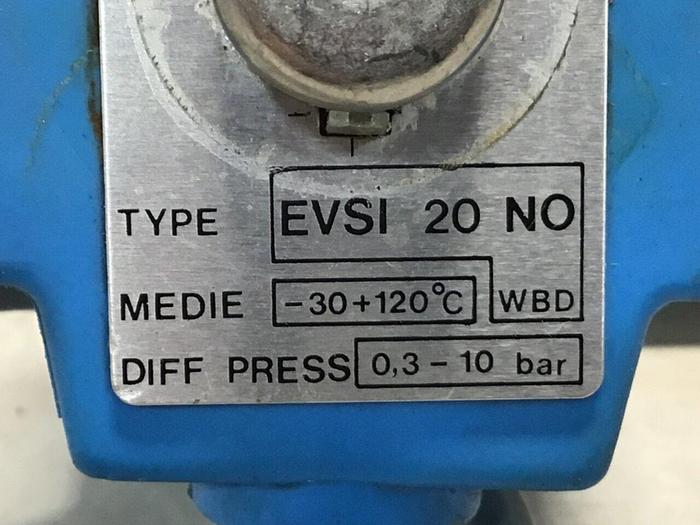 TYPE EVSI 20 NO
MEDIE -30+120°C WBD
DIFF PRESS 0,3-10 bar